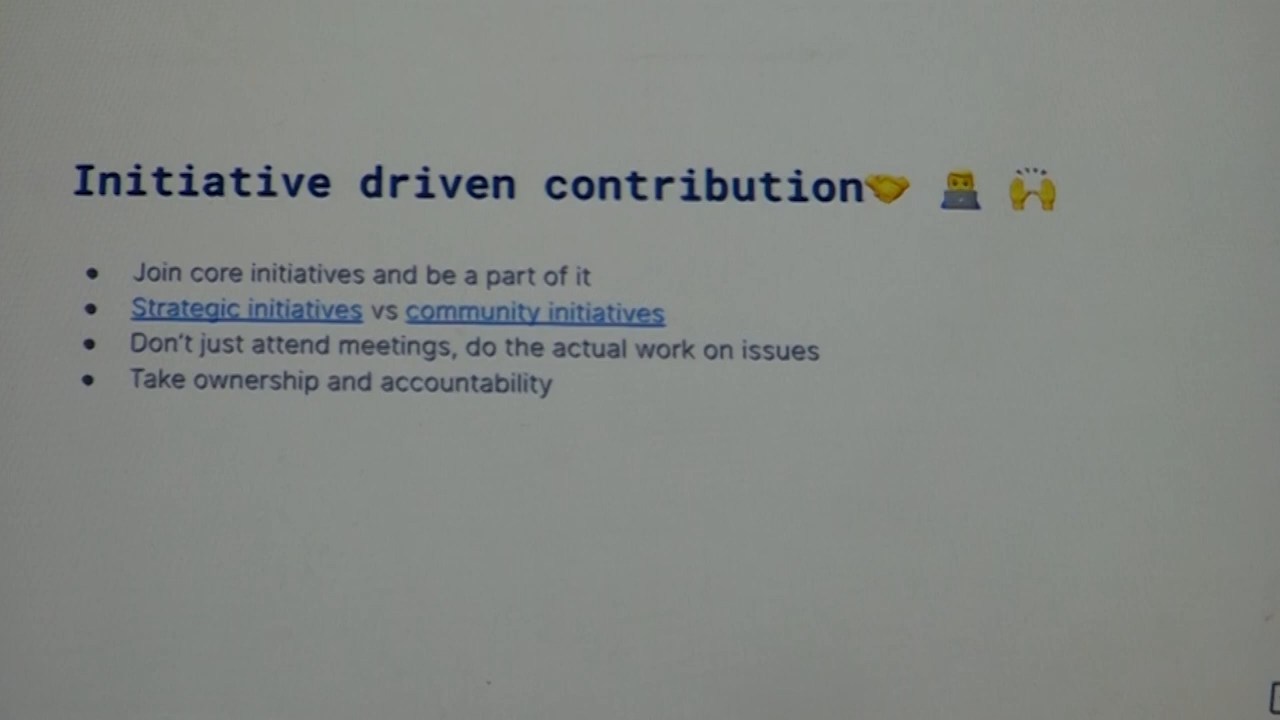 Initiative driven contribution🤝 👨‍💻 🙌
● Join core initiatives and be a part of it
● Strategic initiatives vs community initiatives
● Don't just attend meetings, do the actual work on issues
● Take ownership and accountability